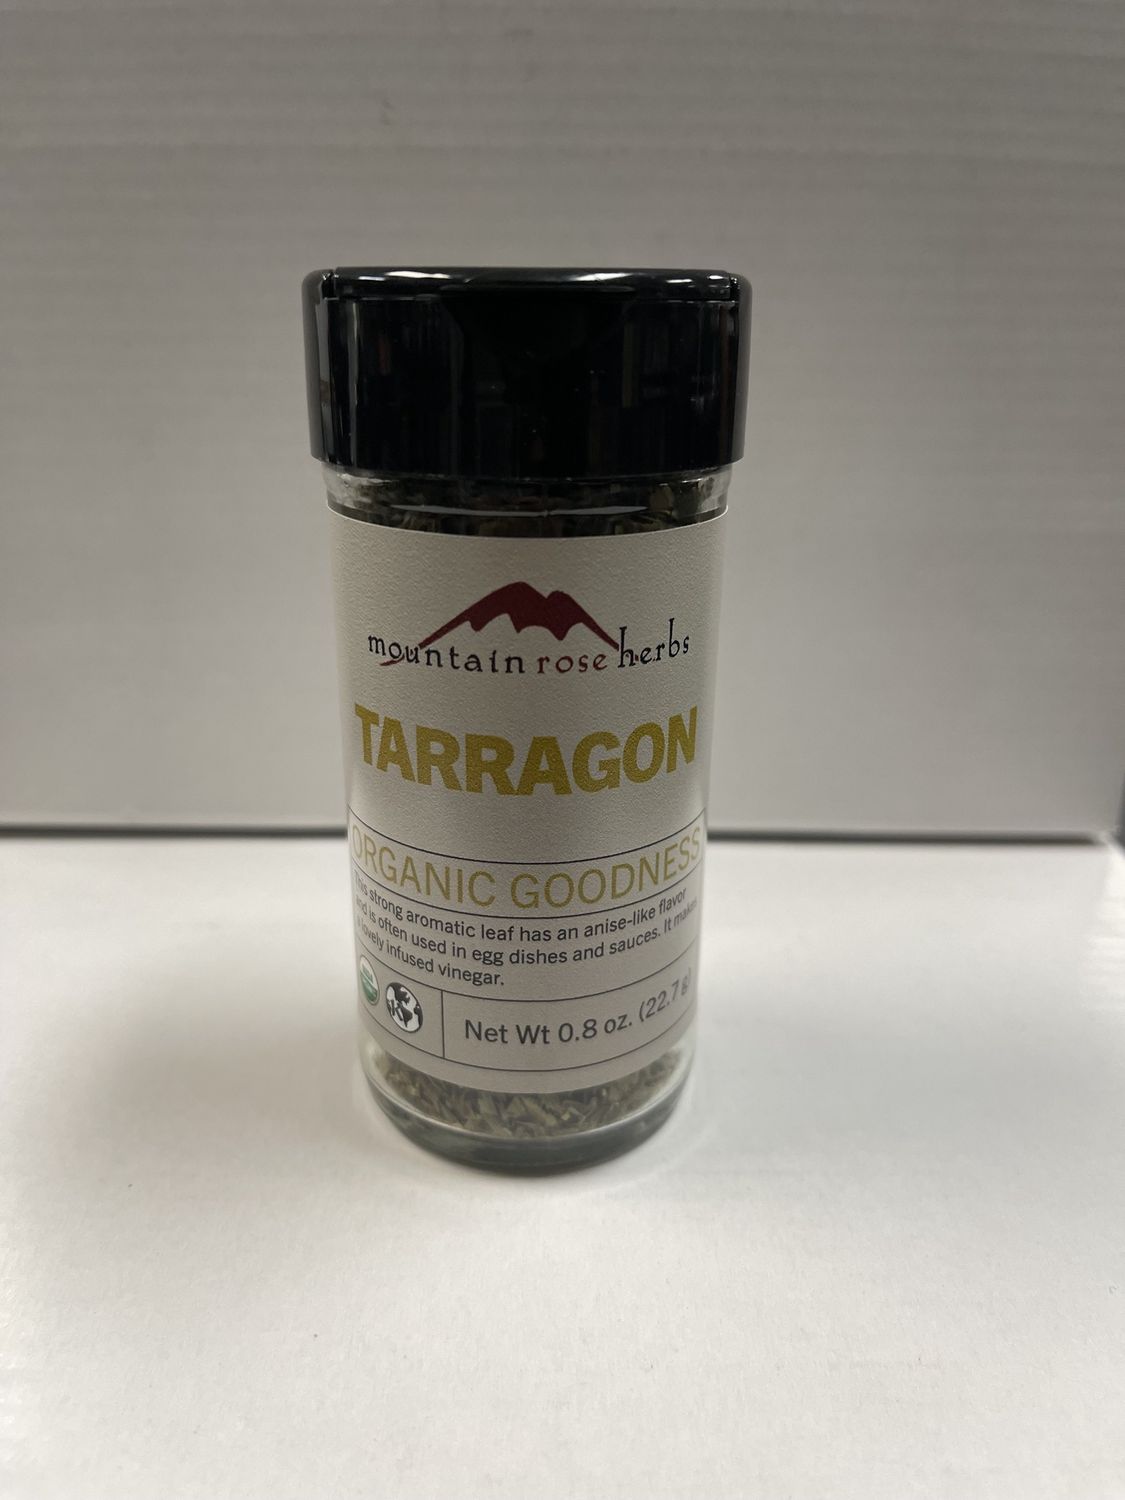 mountain rose herbs
TARRAGON
ORGANIC GOODNESS
This strong aromatic leaf has an anise-like flavor
and is often used in egg dishes and sauces. It makes
a lovely infused vinegar.
USDA
K
Net Wt 0.8 oz. (22.7 g)